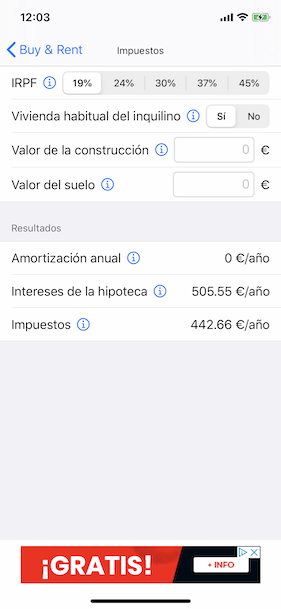 12:03
Buy & Rent
Impuestos
IRPF 19% 24% 30% 37% 45%
Vivienda habitual del inquilino Sí No
Valor de la construcción 0 €
Valor del suelo 0 €
Resultados
Amortización anual 0 €/año
Intereses de la hipoteca 505.55 €/año
Impuestos 442.66 €/año
¡GRATIS!
+ INFO